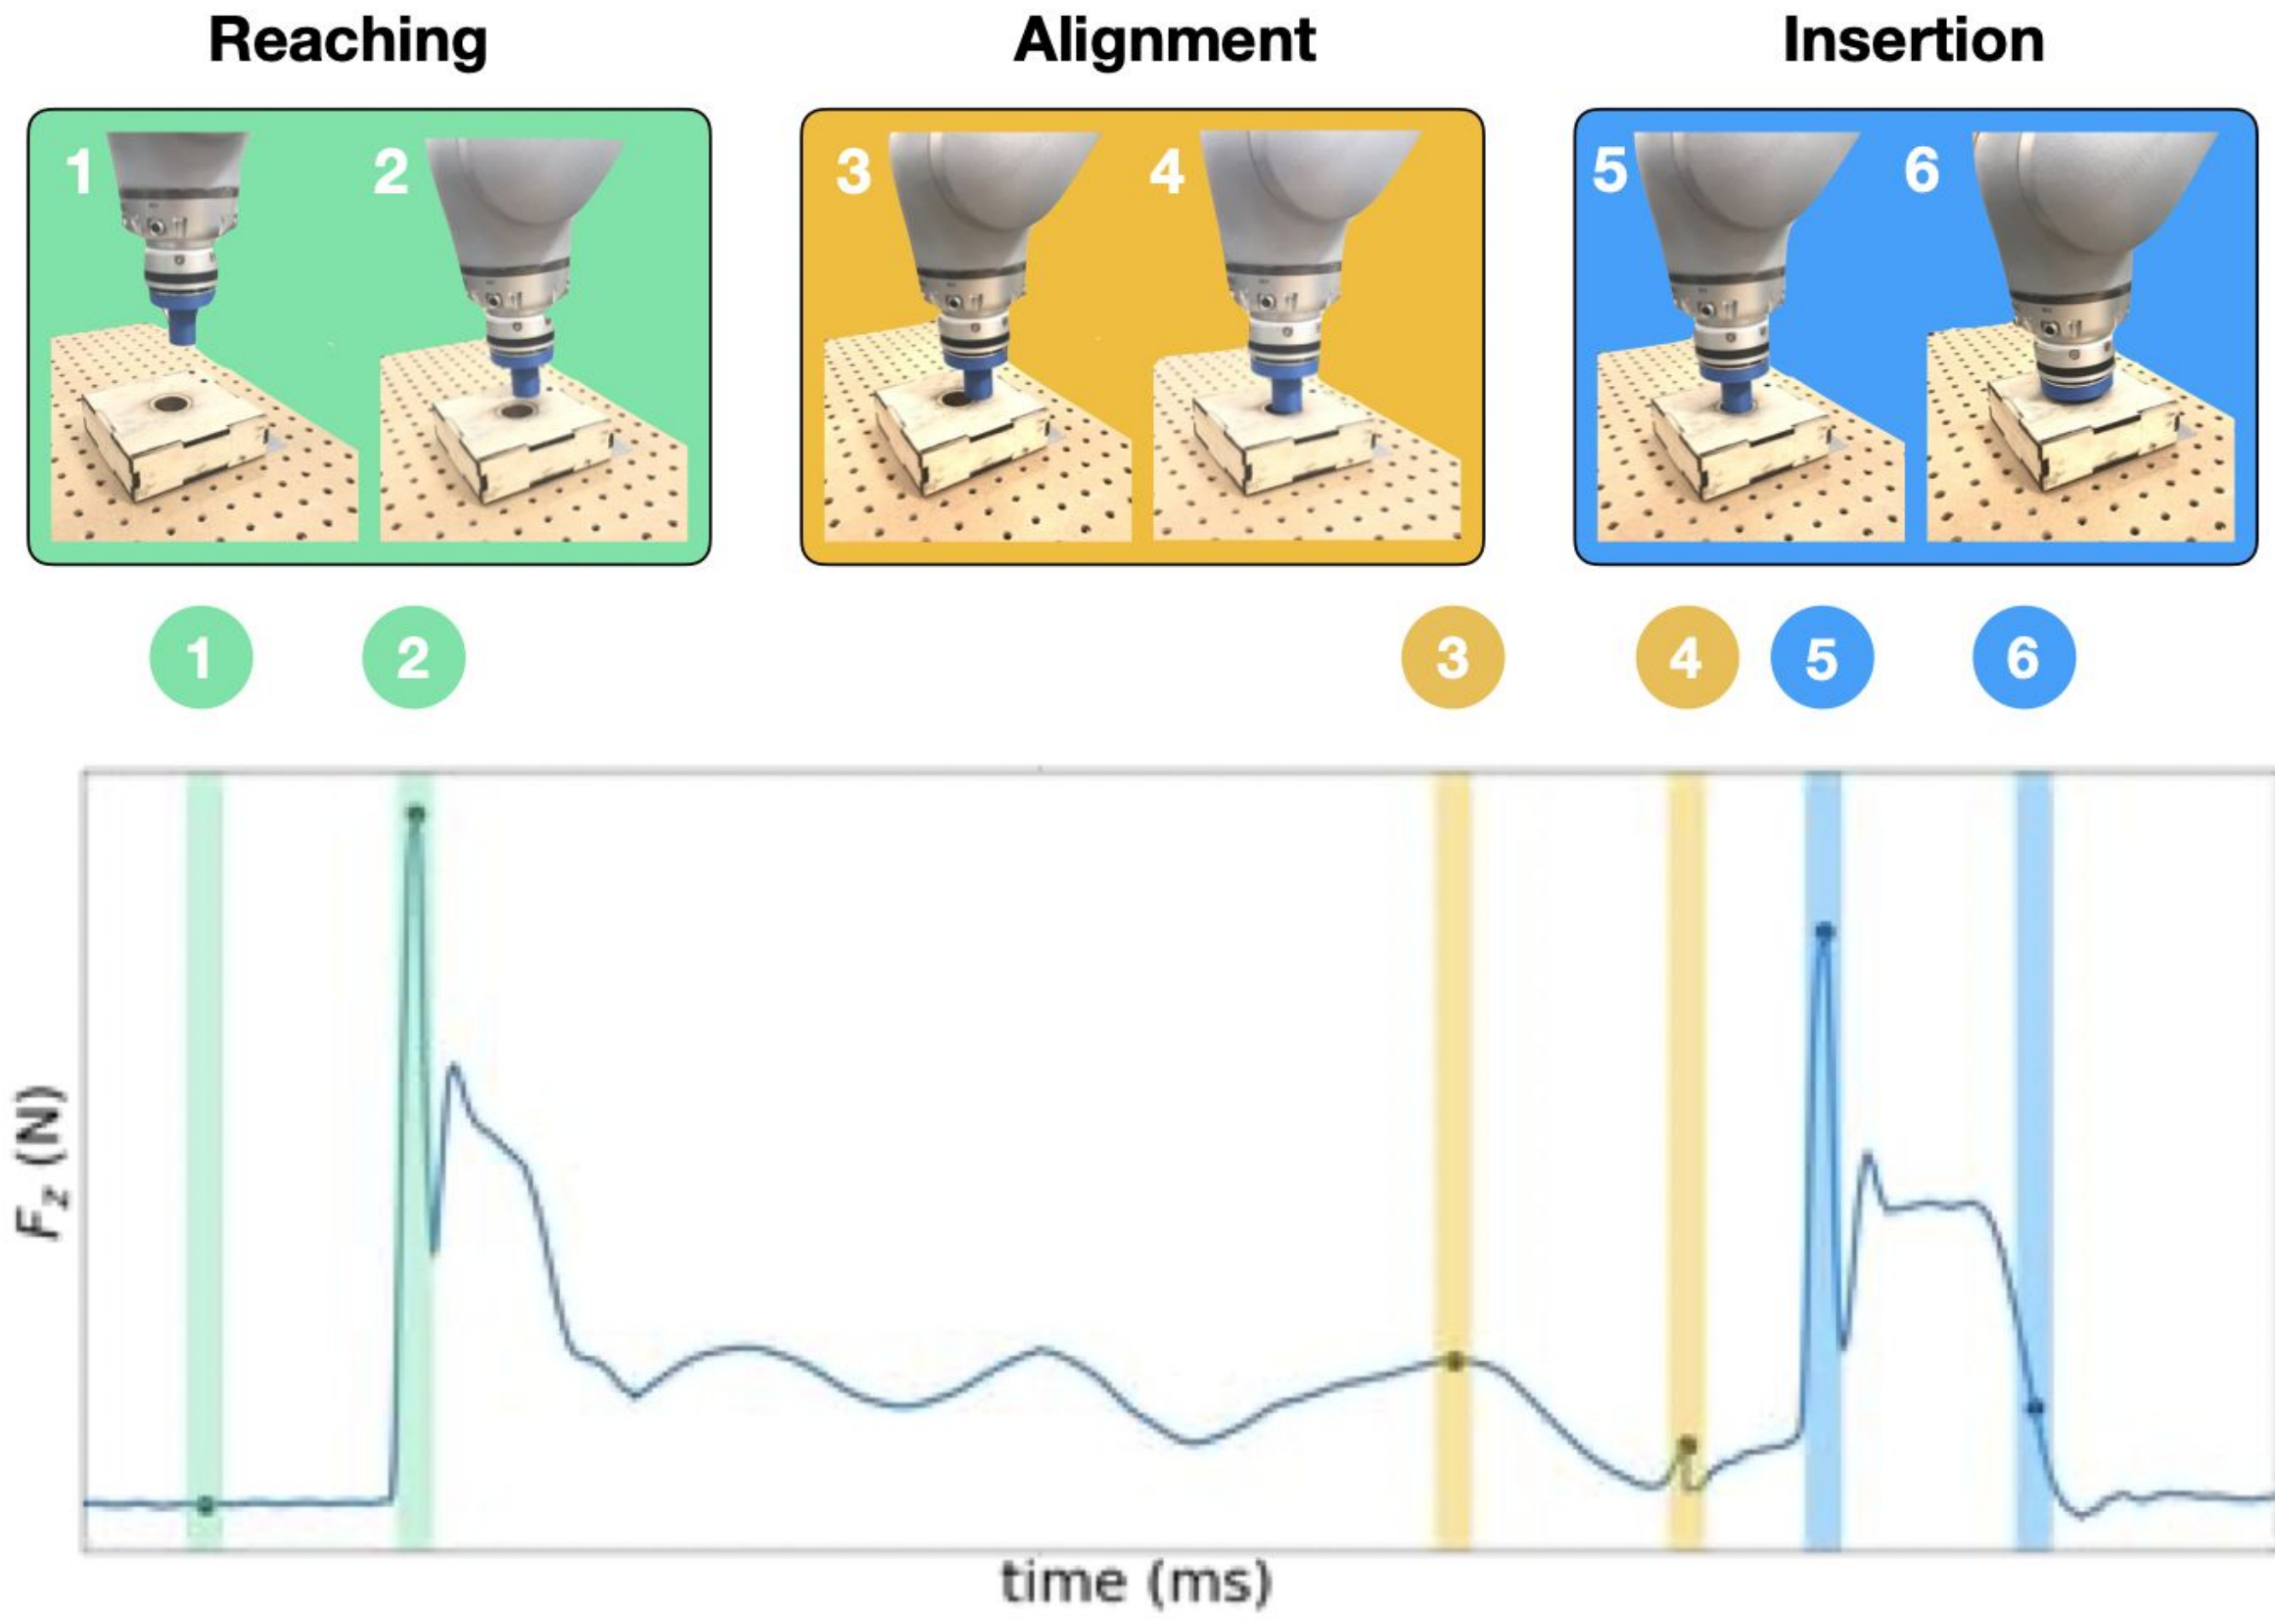 Reaching Alignment Insertion
1 2 3 4 5 6
1 2 3 4 5 6
F_z (N)
time (ms)